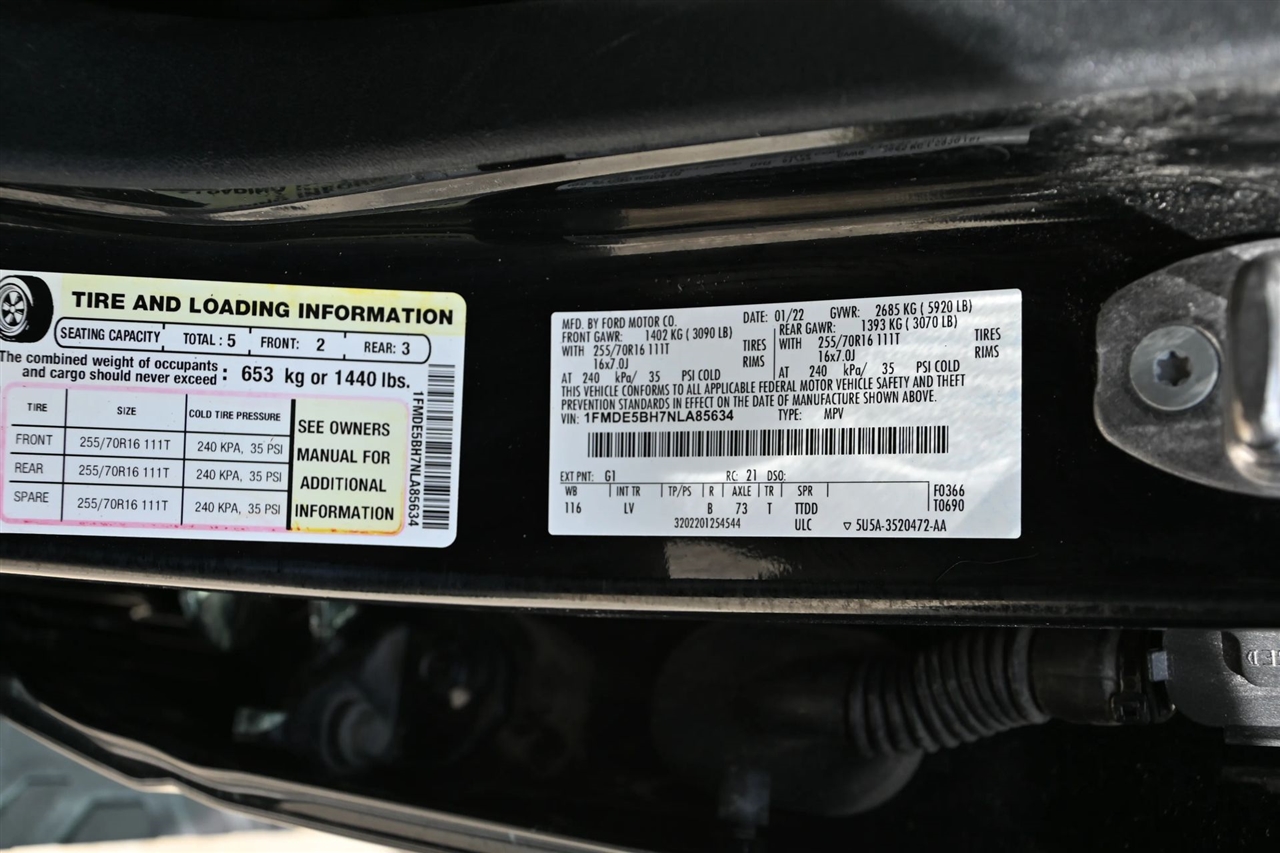 TIRE AND LOADING INFORMATION
SEATING CAPACITY TOTAL : 5 FRONT: 2 REAR: 3
The combined weight of occupants and cargo should never exceed : 653 kg or 1440 lbs.
TIRE SIZE COLD TIRE PRESSURE
FRONT 255/70R16 111T 240 KPA, 35 PSI
REAR 255/70R16 111T 240 KPA, 35 PSI
SPARE 255/70R16 111T 240 KPA, 35 PSI
SEE OWNERS
MANUAL FOR
ADDITIONAL
INFORMATION
1FMDE5BH7NLA85634
MFD. BY FORD MOTOR CO. DATE: 01/22 GVWR: 2685 KG ( 5920 LB)
FRONT GAWR: 1402 KG ( 3090 LB) REAR GAWR: 1393 KG ( 3070 LB)
WITH 255/70R16 111T TIRES WITH 255/70R16 111T TIRES
16x7.0J RIMS 16x7.0J RIMS
AT 240 kPa/ 35 PSI COLD AT 240 kPa/ 35 PSI COLD
THIS VEHICLE CONFORMS TO ALL APPLICABLE FEDERAL MOTOR VEHICLE SAFETY AND THEFT
PREVENTION STANDARDS IN EFFECT ON THE DATE OF MANUFACTURE SHOWN ABOVE.
VIN: 1FMDE5BH7NLA85634 TYPE: MPV
EXT PNT: G1 RC: 21 DSO:
WB INT TR TP/PS R AXLE TR SPR F0366
116 LV B 73 T TTDD T0690
3202201254544 ULC ▽ 5U5A-3520472-AA